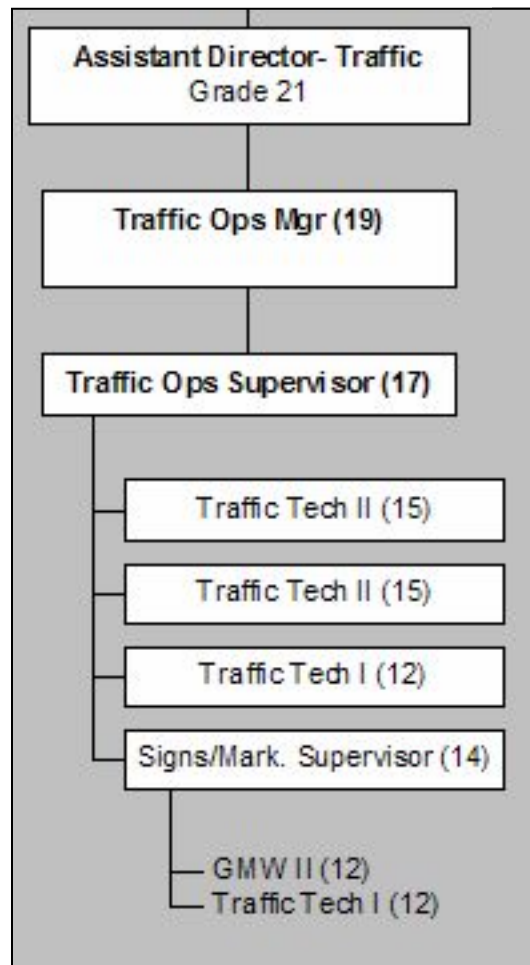 Assistant Director- Traffic
Grade 21
Traffic Ops Mgr (19)
Traffic Ops Supervisor (17)
Traffic Tech II (15)
Traffic Tech II (15)
Traffic Tech I (12)
Signs/Mark. Supervisor (14)
GMW II (12)
Traffic Tech I (12)